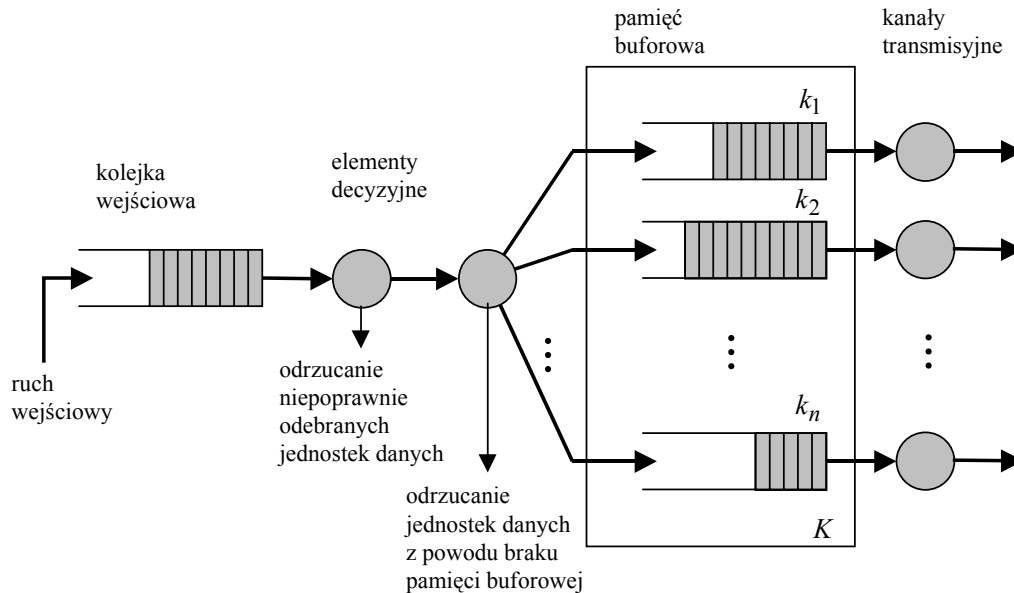 pamięć
buforowa
kanały
transmisyjne
k1
elementy
decyzyjne
kolejka
wejściowa
k2
ruch
wejściowy
odrzucanie
niepoprawnie
odebranych
jednostek danych
kn
odrzucanie
jednostek danych
z powodu braku
pamięci buforowej
K